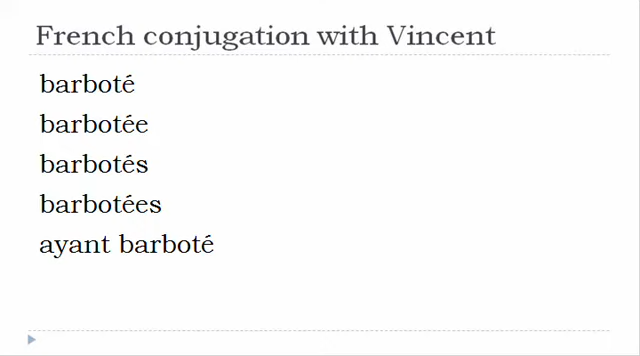 French conjugation with Vincent
barboté
barbotée
barbotés
barbotées
ayant barboté